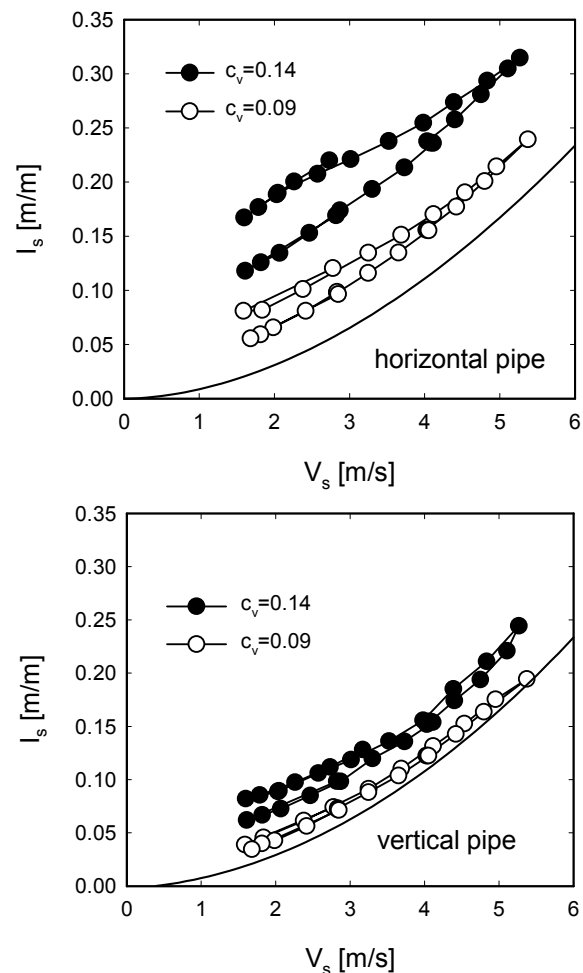 0.35
0.30
0.25
0.20
0.15
0.10
0.05
0.00
I_s [m/m]
c_v=0.14
c_v=0.09
horizontal pipe
0 1 2 3 4 5 6
V_s [m/s]
0.35
0.30
0.25
0.20
0.15
0.10
0.05
0.00
I_s [m/m]
c_v=0.14
c_v=0.09
vertical pipe
0 1 2 3 4 5 6
V_s [m/s]